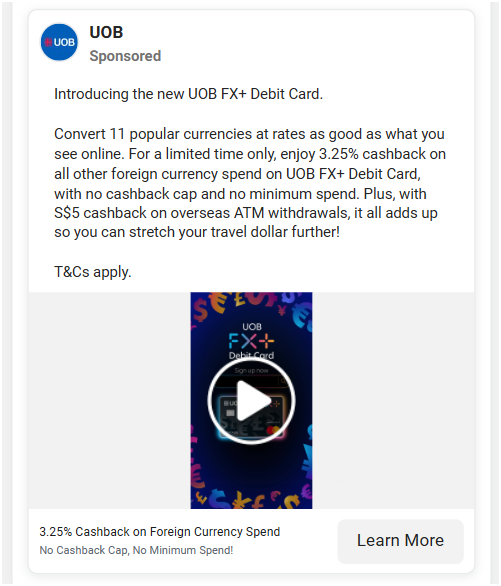 UOB
UOB
Sponsored
Introducing the new UOB FX+ Debit Card.
Convert 11 popular currencies at rates as good as what you
see online. For a limited time only, enjoy 3.25% cashback on
all other foreign currency spend on UOB FX+ Debit Card,
with no cashback cap and no minimum spend. Plus, with
S$5 cashback on overseas ATM withdrawals, it all adds up
so you can stretch your travel dollar further!
T&Cs apply.
UOB
FX+
Debit Card
Sign up now
3.25% Cashback on Foreign Currency Spend
No Cashback Cap, No Minimum Spend!
Learn More